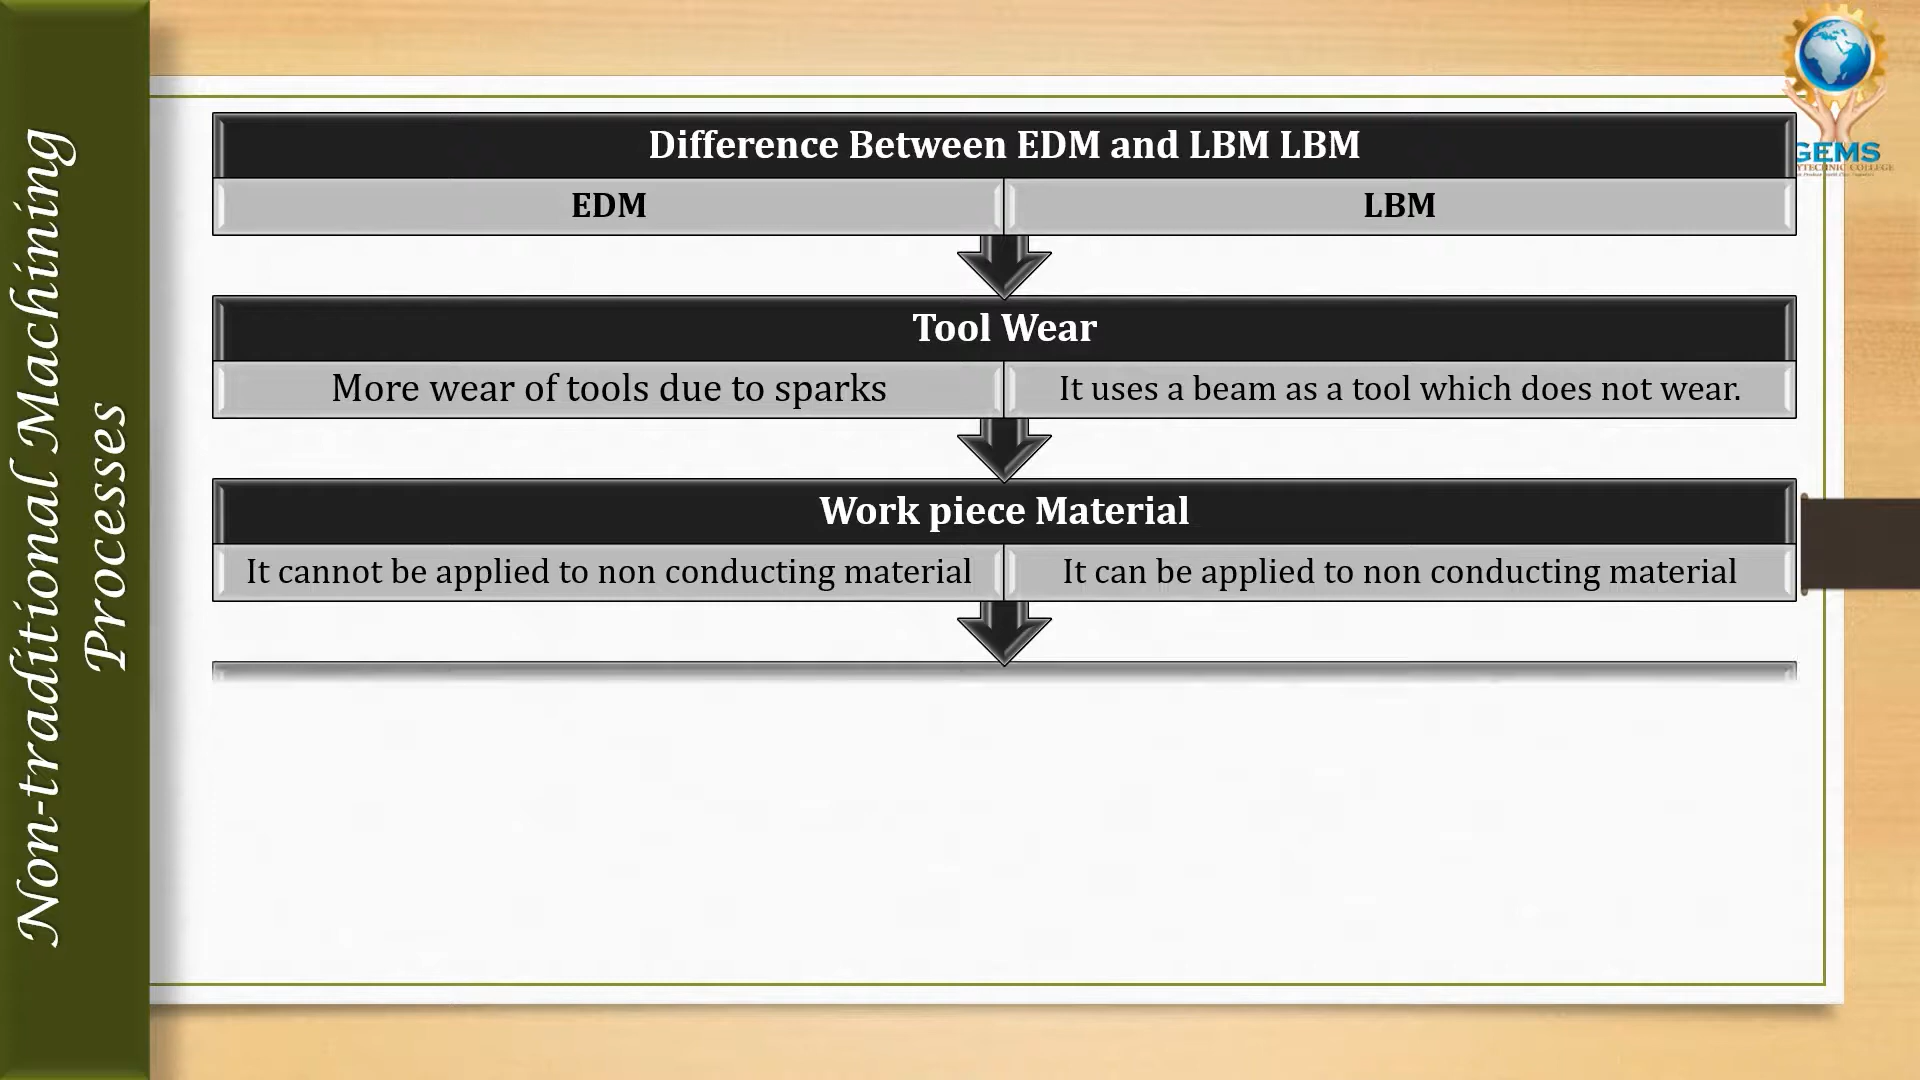 Non-traditional Machining
Processes
GEMS
Difference Between EDM and LBM LBM
EDM
LBM
Tool Wear
More wear of tools due to sparks
It uses a beam as a tool which does not wear.
Work piece Material
It cannot be applied to non conducting material
It can be applied to non conducting material